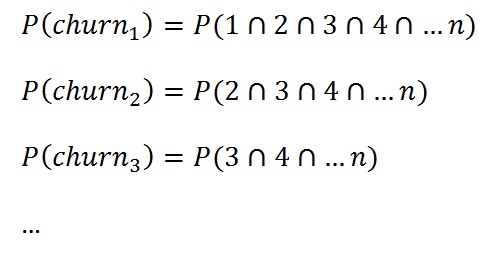 P(churn₁) = P(1 ∩ 2 ∩ 3 ∩ 4 ∩ … n)
P(churn₂) = P(2 ∩ 3 ∩ 4 ∩ … n)
P(churn₃) = P(3 ∩ 4 ∩ … n)
…